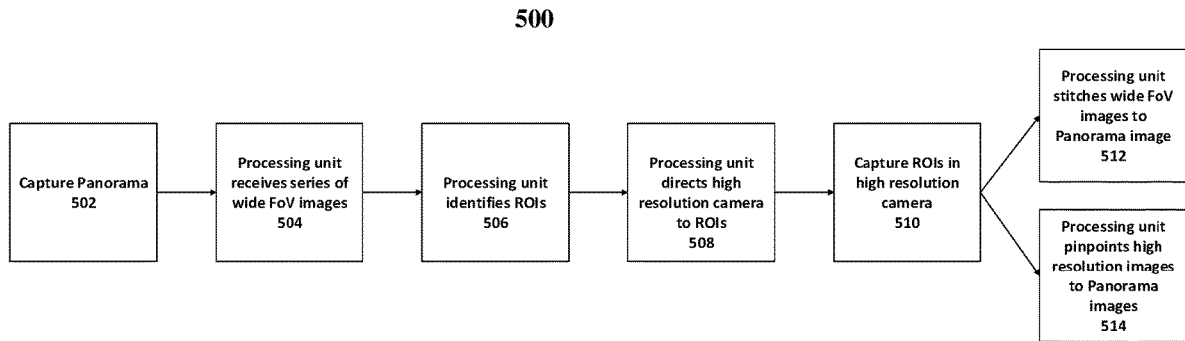 500
Capture Panorama
502
Processing unit
receives series of
wide FoV images
504
Processing unit
identifies ROIs
506
Processing unit
directs high
resolution camera
to ROIs
508
Capture ROIs in
high resolution
camera
510
Processing unit
stitches wide FoV
images to
Panorama image
512
Processing unit
pinpoints high
resolution images
to Panorama
images
514